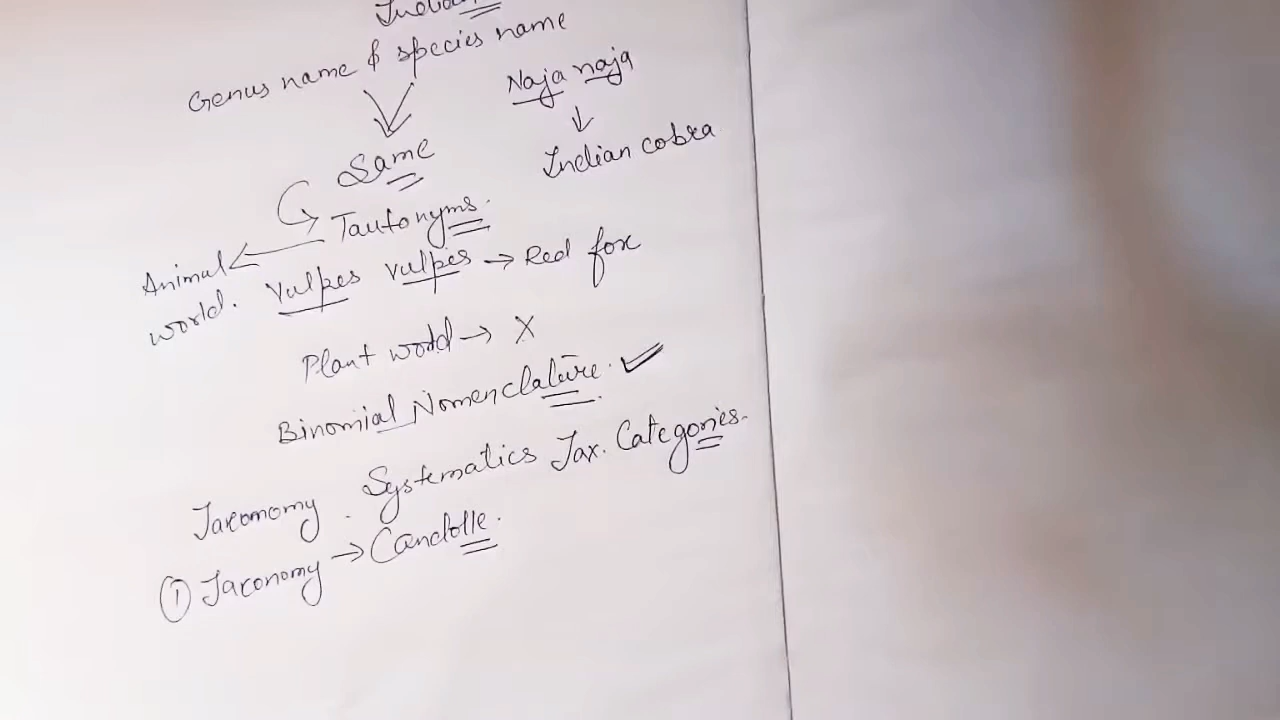 Genus name & species name
Naja naja
↓
Indian cobra
Same
Tautonyms.
Animal world. Vulpes vulpes → Red fox
Plant world → X
Binomial Nomenclature. ✓
Taxonomy. Systematics Tax. Categories.
① Taxonomy → Candolle.